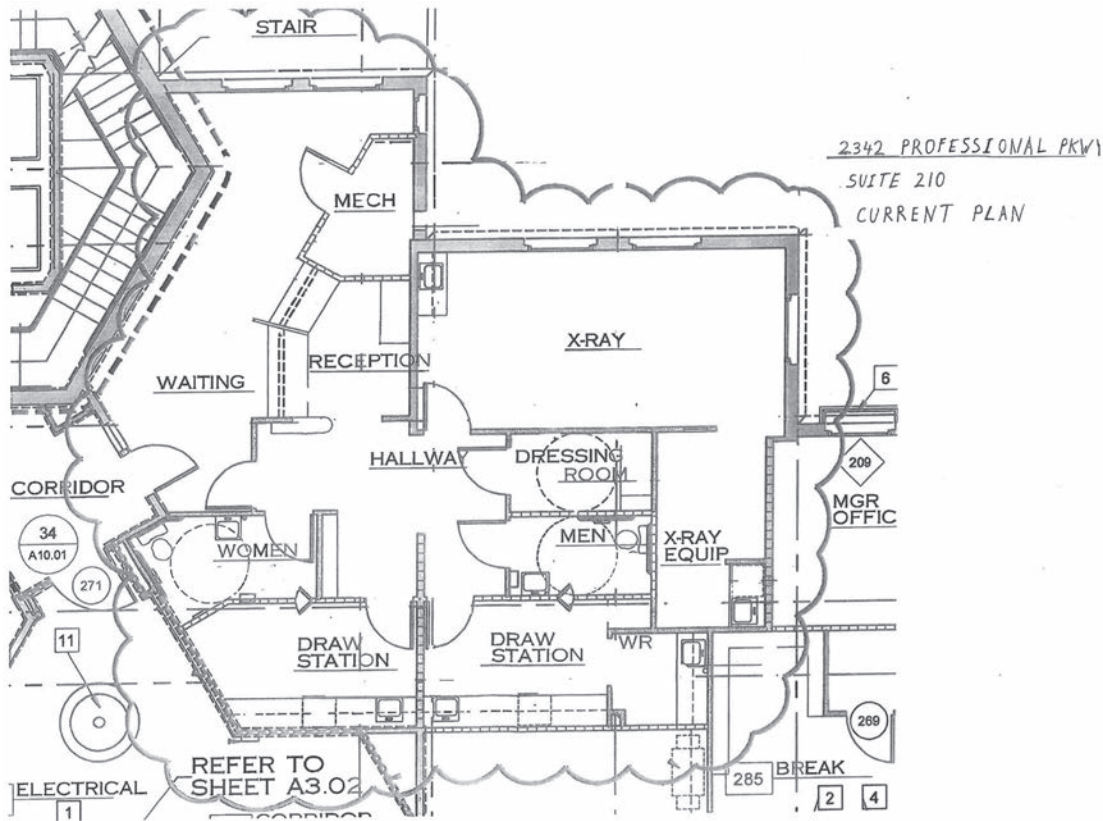 STAIR
2342 PROFESSIONAL PKWY
SUITE 210
CURRENT PLAN
MECH
X-RAY
RECEPTION
WAITING
6
HALLWAY
DRESSING
ROOM
209
CORRIDOR
MGR
OFFIC
34
A10.01
WOMEN
MEN
X-RAY
EQUIP
271
11
DRAW
STATION
DRAW
STATION
WR
269
REFER TO
SHEET A3.02
285
BREAK
ELECTRICAL
1
2
4
CORRIDOR